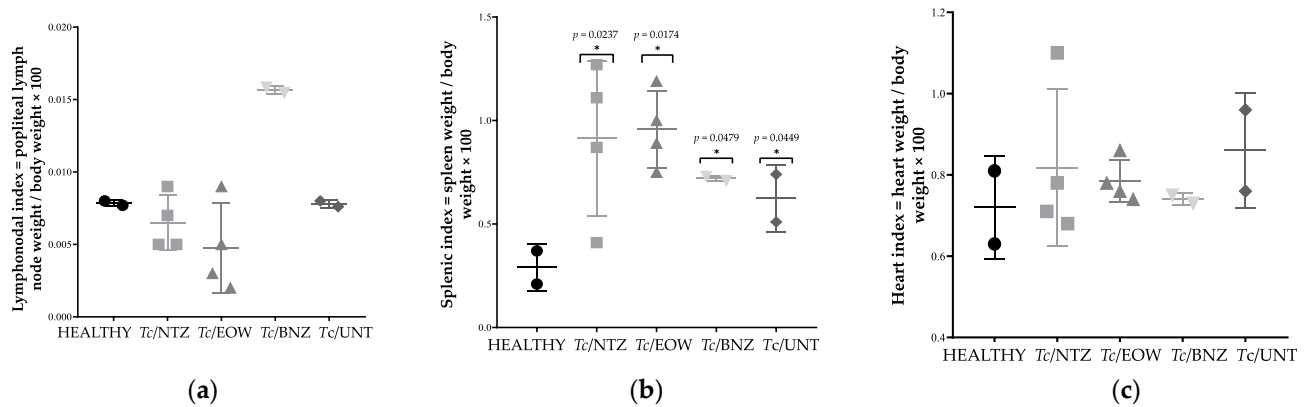 Lymphonodal index = popliteal lymph
node weight / body weight × 100
0.020
0.015
0.010
0.005
0.000
HEALTHY Tc/NTZ Tc/EOW Tc/BNZ Tc/UNT
(a)
Splenic index = spleen weight / body
weight × 100
1.5
1.0
0.5
0.0
p = 0.0237
*
p = 0.0174
*
p = 0.0479
*
p = 0.0449
*
HEALTHY Tc/NTZ Tc/EOW Tc/BNZ Tc/UNT
(b)
Heart index = heart weight / body
weight × 100
1.2
1.0
0.8
0.6
0.4
HEALTHY Tc/NTZ Tc/EOW Tc/BNZ Tc/UNT
(c)